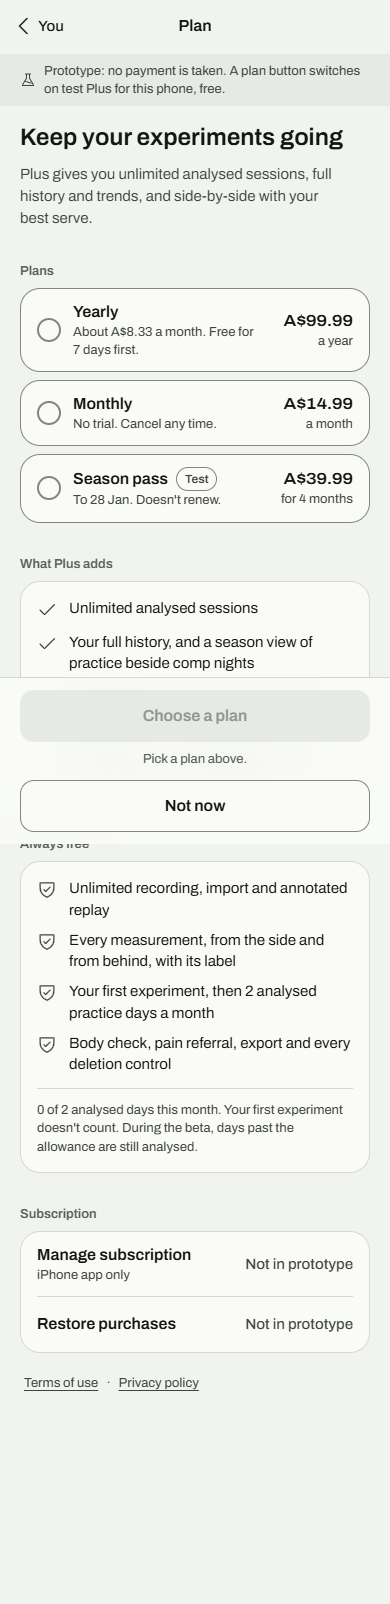 You
Plan
Prototype: no payment is taken. A plan button switches
on test Plus for this phone, free.
Keep your experiments going
Plus gives you unlimited analysed sessions, full
history and trends, and side-by-side with your
best serve.
Plans
Yearly
About A$8.33 a month. Free for
7 days first.
A$99.99
a year
Monthly
No trial. Cancel any time.
A$14.99
a month
Season pass
Test
To 28 Jan. Doesn't renew.
A$39.99
for 4 months
What Plus adds
Unlimited analysed sessions
Your full history, and a season view of
practice beside comp nights
Choose a plan
Pick a plan above.
Not now
Always free
Unlimited recording, import and annotated
replay
Every measurement, from the side and
from behind, with its label
Your first experiment, then 2 analysed
practice days a month
Body check, pain referral, export and every
deletion control
0 of 2 analysed days this month. Your first experiment
doesn't count. During the beta, days past the
allowance are still analysed.
Subscription
Manage subscription
iPhone app only
Not in prototype
Restore purchases
Not in prototype
Terms of use · Privacy policy